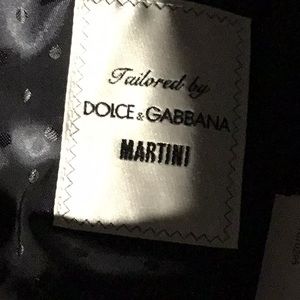 Tailored by
DOLCE & GABBANA
MARTINI